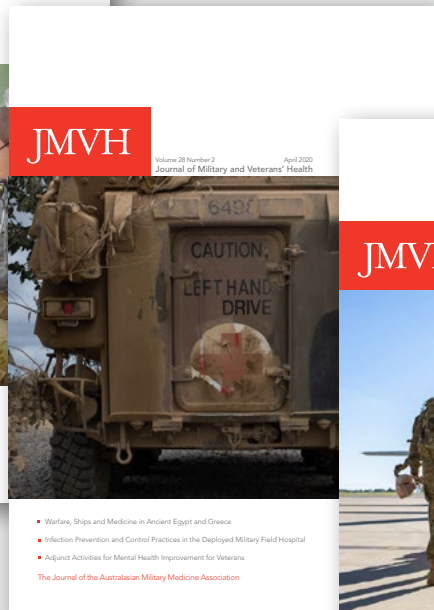 JMVH
Volume 28 Number 2 April 2020
Journal of Military and Veterans' Health
CAUTION
LEFT HAND
DRIVE
Warfare, Ships and Medicine in Ancient Egypt and Greece
Infection Prevention and Control Practices in the Deployed Military Field Hospital
Adjunct Activities for Mental Health Improvement for Veterans
The Journal of the Australasian Military Medicine Association